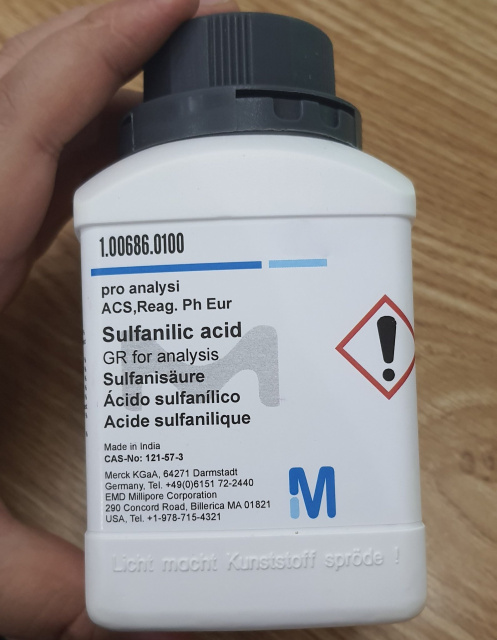 1.00686.0100
pro analysi
ACS,Reag. Ph Eur
Sulfanilic acid
GR for analysis
Sulfanisäure
Ácido sulfanílico
Acide sulfanilique
Made in India
CAS-No: 121-57-3
Merck KGaA, 64271 Darmstadt
Germany, Tel. +49(0)6151 72-2440
EMD Millipore Corporation
290 Concord Road, Billerica MA 01821
USA, Tel. +1-978-715-4321
M
Licht macht Kunststoff spröde !